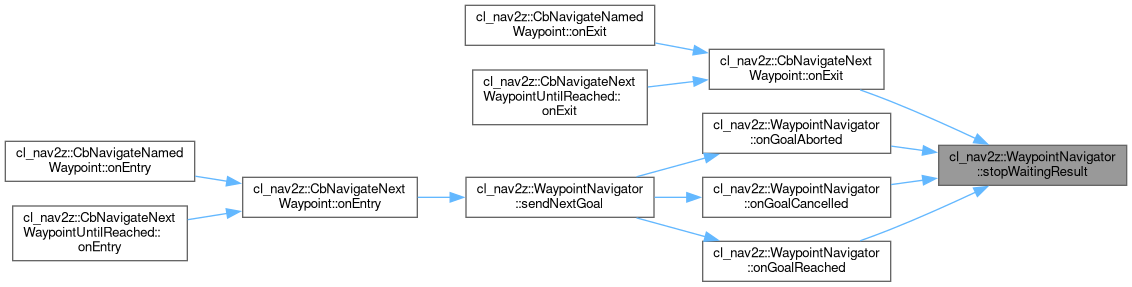 cl_nav2z::CbNavigateNamed
Waypoint::onExit
cl_nav2z::CbNavigateNext
WaypointUntilReached::
onExit
cl_nav2z::CbNavigateNext
Waypoint::onExit
cl_nav2z::WaypointNavigator
::onGoalAborted
cl_nav2z::WaypointNavigator
::stopWaitingResult
cl_nav2z::CbNavigateNamed
Waypoint::onEntry
cl_nav2z::CbNavigateNext
WaypointUntilReached::
onEntry
cl_nav2z::CbNavigateNext
Waypoint::onEntry
cl_nav2z::WaypointNavigator
::sendNextGoal
cl_nav2z::WaypointNavigator
::onGoalCancelled
cl_nav2z::WaypointNavigator
::onGoalReached